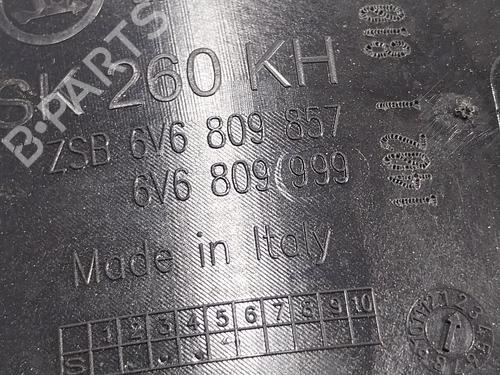 SK 260 KH
ZSB 6V6 809 857
6V6 809 999
Made in Italy
1 2 3 4 5 6 7 8 9 10
S
B-PARTS